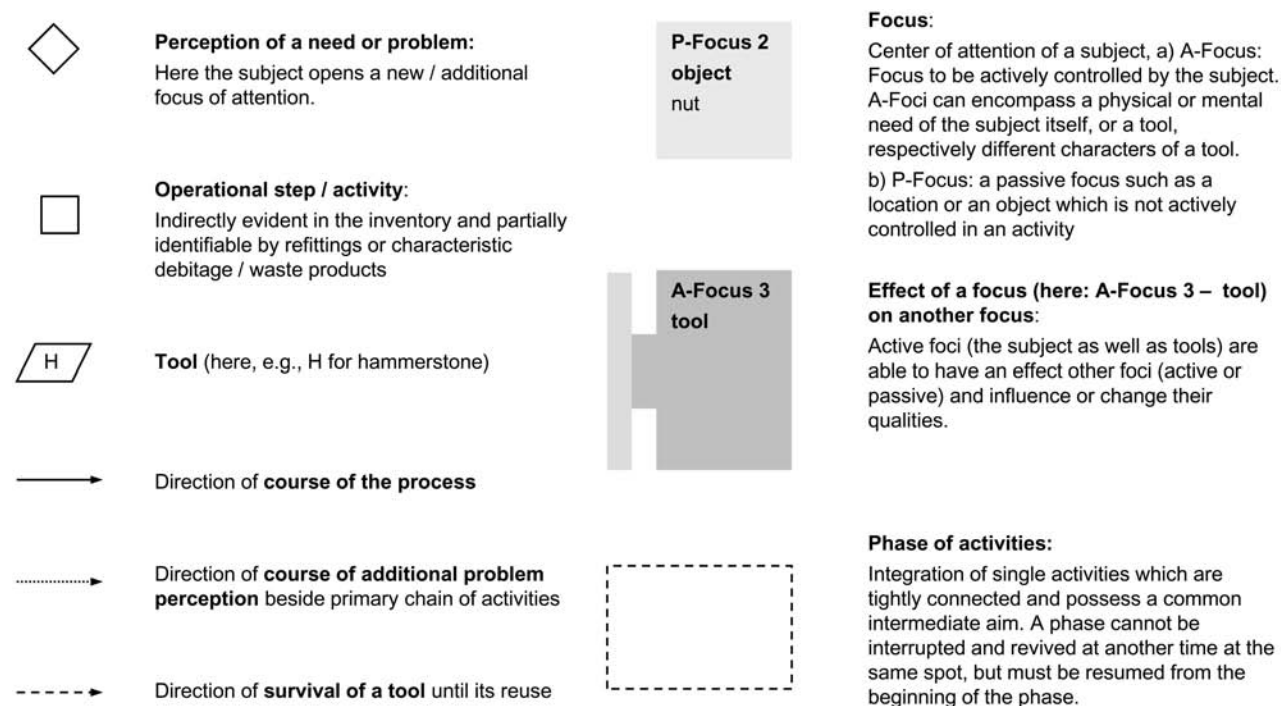 Perception of a need or problem:
Here the subject opens a new / additional
focus of attention.
Operational step / activity:
Indirectly evident in the inventory and partially
identifiable by refittings or characteristic
debitage / waste products
H
Tool (here, e.g., H for hammerstone)
Direction of course of the process
Direction of course of additional problem
perception beside primary chain of activities
Direction of survival of a tool until its reuse
P-Focus 2
object
nut
Focus:
Center of attention of a subject, a) A-Focus:
Focus to be actively controlled by the subject.
A-Foci can encompass a physical or mental
need of the subject itself, or a tool,
respectively different characters of a tool.
b) P-Focus: a passive focus such as a
location or an object which is not actively
controlled in an activity
A-Focus 3
tool
Effect of a focus (here: A-Focus 3 – tool)
on another focus:
Active foci (the subject as well as tools) are
able to have an effect other foci (active or
passive) and influence or change their
qualities.
Phase of activities:
Integration of single activities which are
tightly connected and possess a common
intermediate aim. A phase cannot be
interrupted and revived at another time at the
same spot, but must be resumed from the
beginning of the phase.